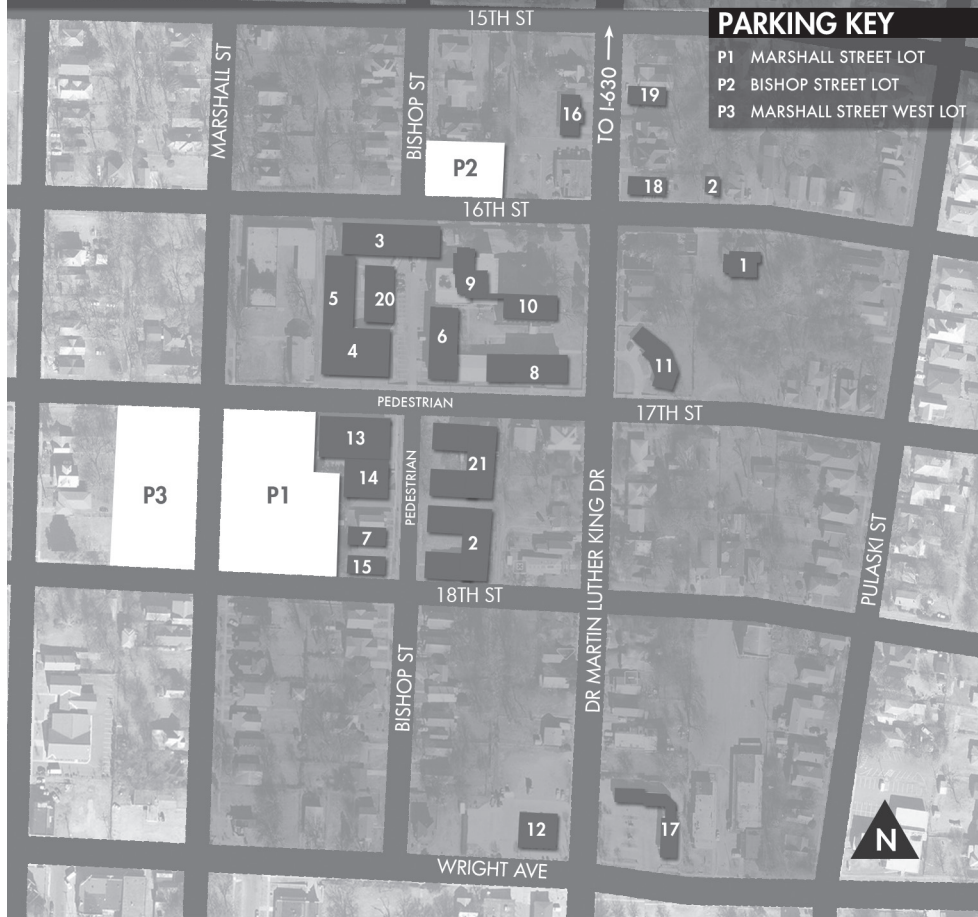 15TH ST
PARKING KEY
P1 MARSHALL STREET LOT
P2 BISHOP STREET LOT
P3 MARSHALL STREET WEST LOT
MARSHALL ST
BISHOP ST
TO I-630
16
19
P2
18
2
16TH ST
3
1
9
5
20
10
6
4
11
8
PEDESTRIAN
17TH ST
13
21
14
P3
P1
PEDESTRIAN
7
2
15
18TH ST
DR MARTIN LUTHER KING DR
PULASKI ST
BISHOP ST
12
17
N
WRIGHT AVE